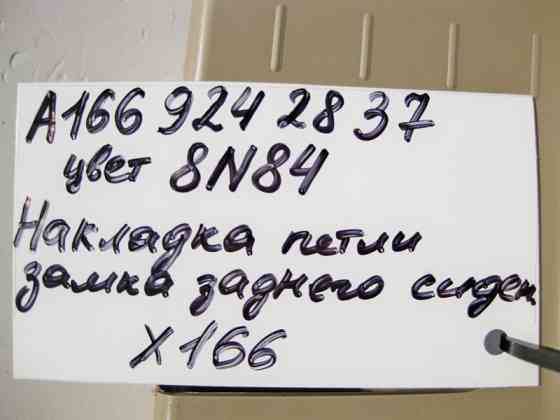 A166 924 28 37
цвет 8N84
Накладка петли
замка заднего сиден
X166